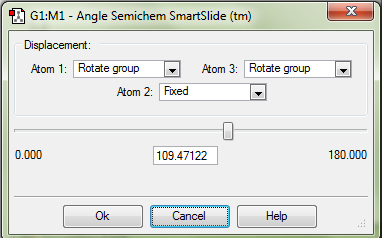 G1:M1 - Angle Semichem SmartSlide (tm)
Displacement:
Atom 1: Rotate group Atom 3: Rotate group
Atom 2: Fixed
0.000 109.47122 180.000
Ok Cancel Help